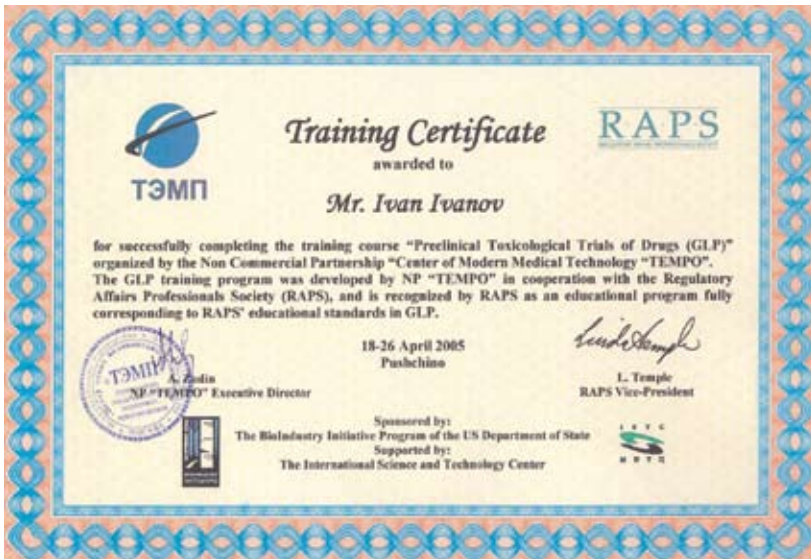 ТЭМП
RAPS
Training Certificate
awarded to
Mr. Ivan Ivanov
for successfully completing the training course “Preclinical Toxicological Trials of Drugs (GLP)”
organized by the Non Commercial Partnership “Center of Modern Medical Technology “TEMPO”.
The GLP training program was developed by NP “TEMPO” in cooperation with the Regulatory
Affairs Professionals Society (RAPS), and is recognized by RAPS as an educational program fully
corresponding to RAPS’ educational standards in GLP.
18-26 April 2005
Pushchino
ТЭМП
NP “TEMPO” Executive Director
L. Temple
RAPS Vice-President
Sponsored by:
The BioIndustry Initiative Program of the US Department of State
Supported by:
The International Science and Technology Center
ISTC
МНТЦ